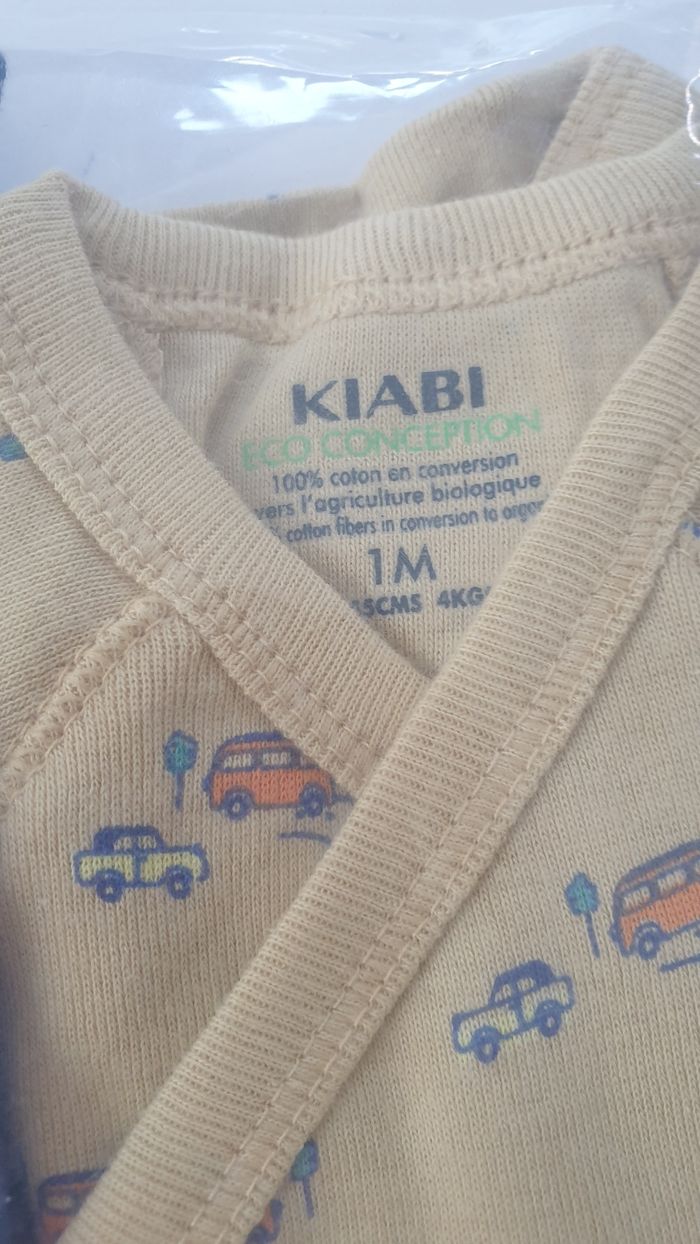 KIABI
ECO CONCEPTION
100% coton en conversion
vers l'agriculture biologique
% cotton fibers in conversion to
1M
4KG